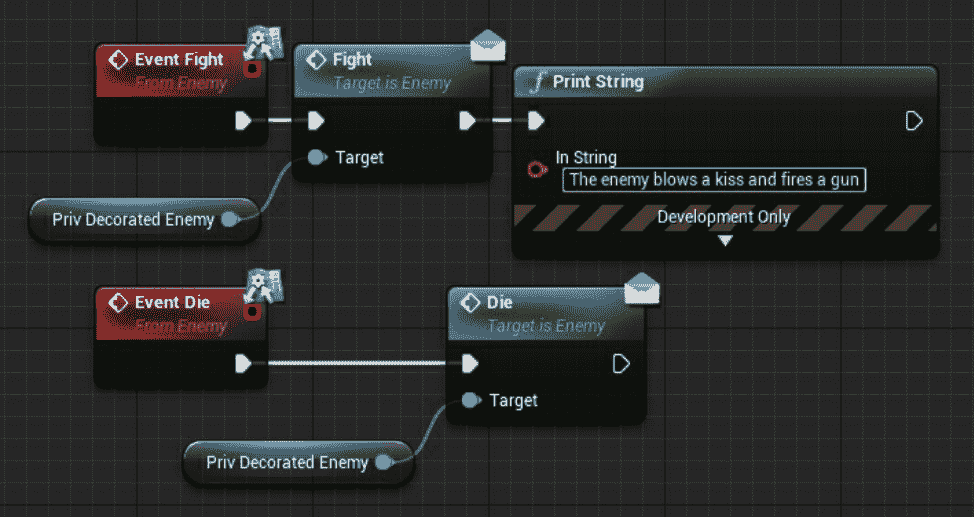 Event Fight
From Enemy
Fight
Target is Enemy
Target
Priv Decorated Enemy
Print String
In String
The enemy blows a kiss and fires a gun
Development Only
Event Die
From Enemy
Die
Target is Enemy
Target
Priv Decorated Enemy